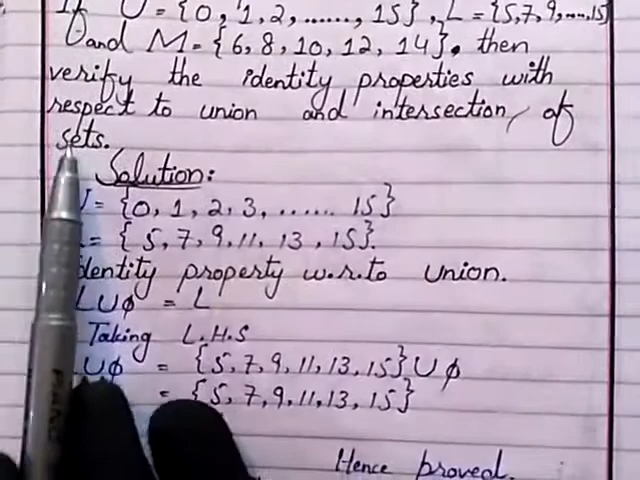 If U = {0, 1, 2, ......, 15}, L = {5, 7, 9, ...., 15}
and M = {6, 8, 10, 12, 14}, then
verify the identity properties with
respect to union and intersection of
sets.
Solution:
= {0, 1, 2, 3, ...... 15}
= { 5, 7, 9, 11, 13, 15}.
dentity property w.r.to union.
LUφ = L
Taking L.H.S
Uφ = {5, 7, 9, 11, 13, 15} U φ
= {5, 7, 9, 11, 13, 15}
Hence proved.